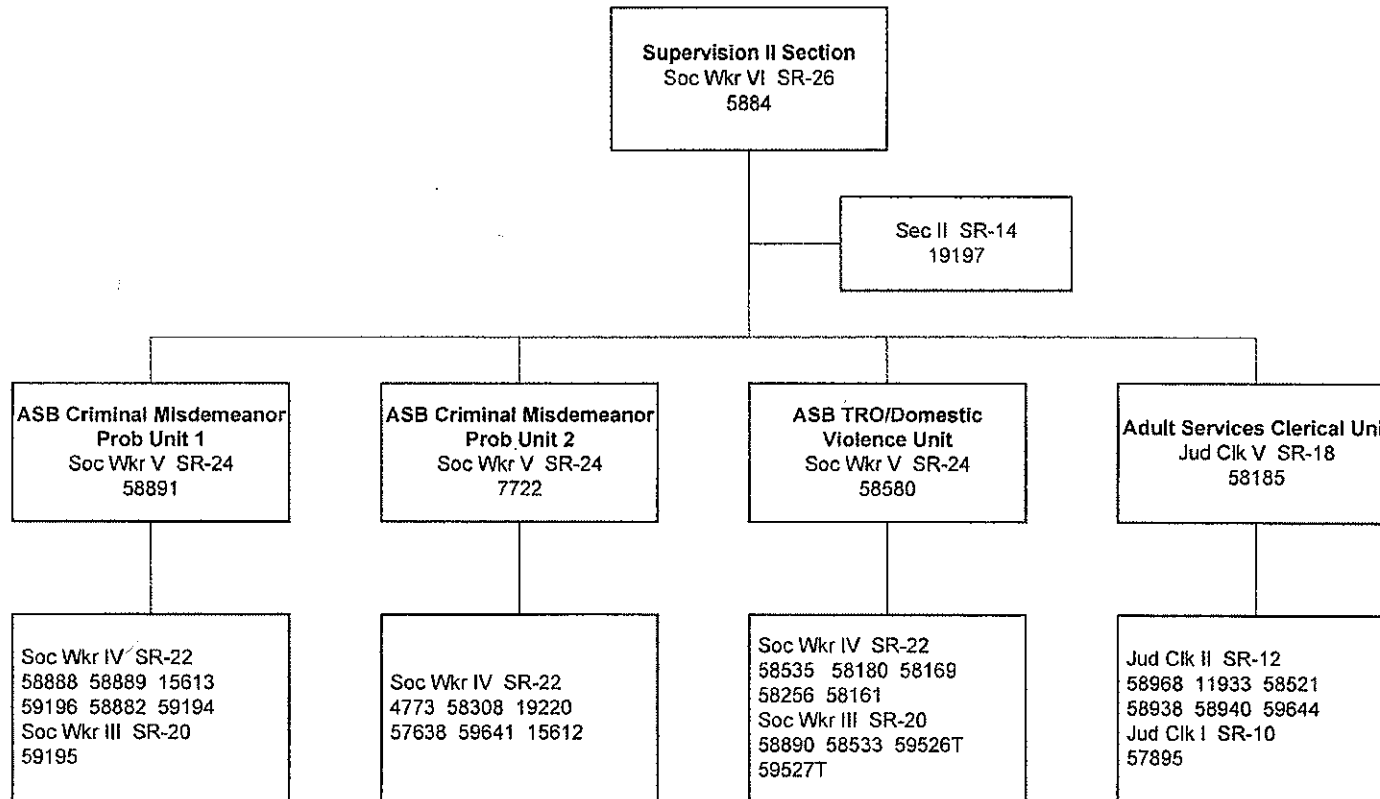 Supervision II Section
Soc Wkr VI SR-26
5884
Sec II SR-14
19197
ASB Criminal Misdemeanor
Prob Unit 1
Soc Wkr V SR-24
58891
ASB Criminal Misdemeanor
Prob Unit 2
Soc Wkr V SR-24
7722
ASB TRO/Domestic
Violence Unit
Soc Wkr V SR-24
58580
Adult Services Clerical Uni
Jud Clk V SR-18
58185
Soc Wkr IV SR-22
58888 58889 15613
59196 58882 59194
Soc Wkr III SR-20
59195
Soc Wkr IV SR-22
4773 58308 19220
57638 59641 15612
Soc Wkr IV SR-22
58535 58180 58169
58256 58161
Soc Wkr III SR-20
58890 58533 59526T
59527T
Jud Clk II SR-12
58968 11933 58521
58938 58940 59644
Jud Clk I SR-10
57895